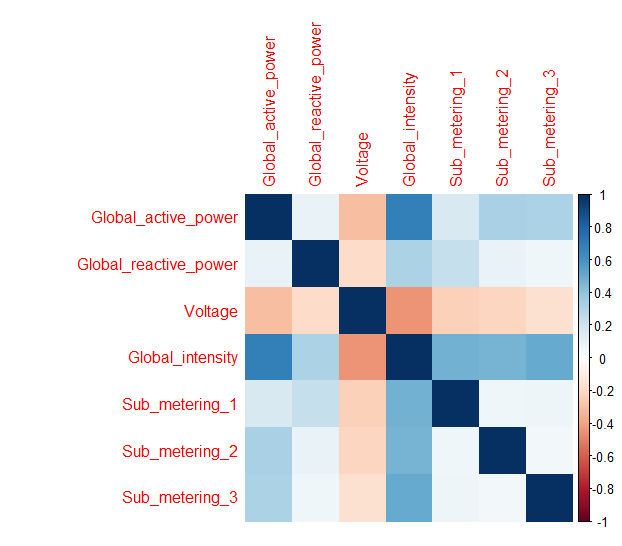 Global_active_power
Global_reactive_power
Voltage
Global_intensity
Sub_metering_1
Sub_metering_2
Sub_metering_3
Global_active_power
Global_reactive_power
Voltage
Global_intensity
Sub_metering_1
Sub_metering_2
Sub_metering_3
1
0.8
0.6
0.4
0.2
0
-0.2
-0.4
-0.6
-0.8
-1